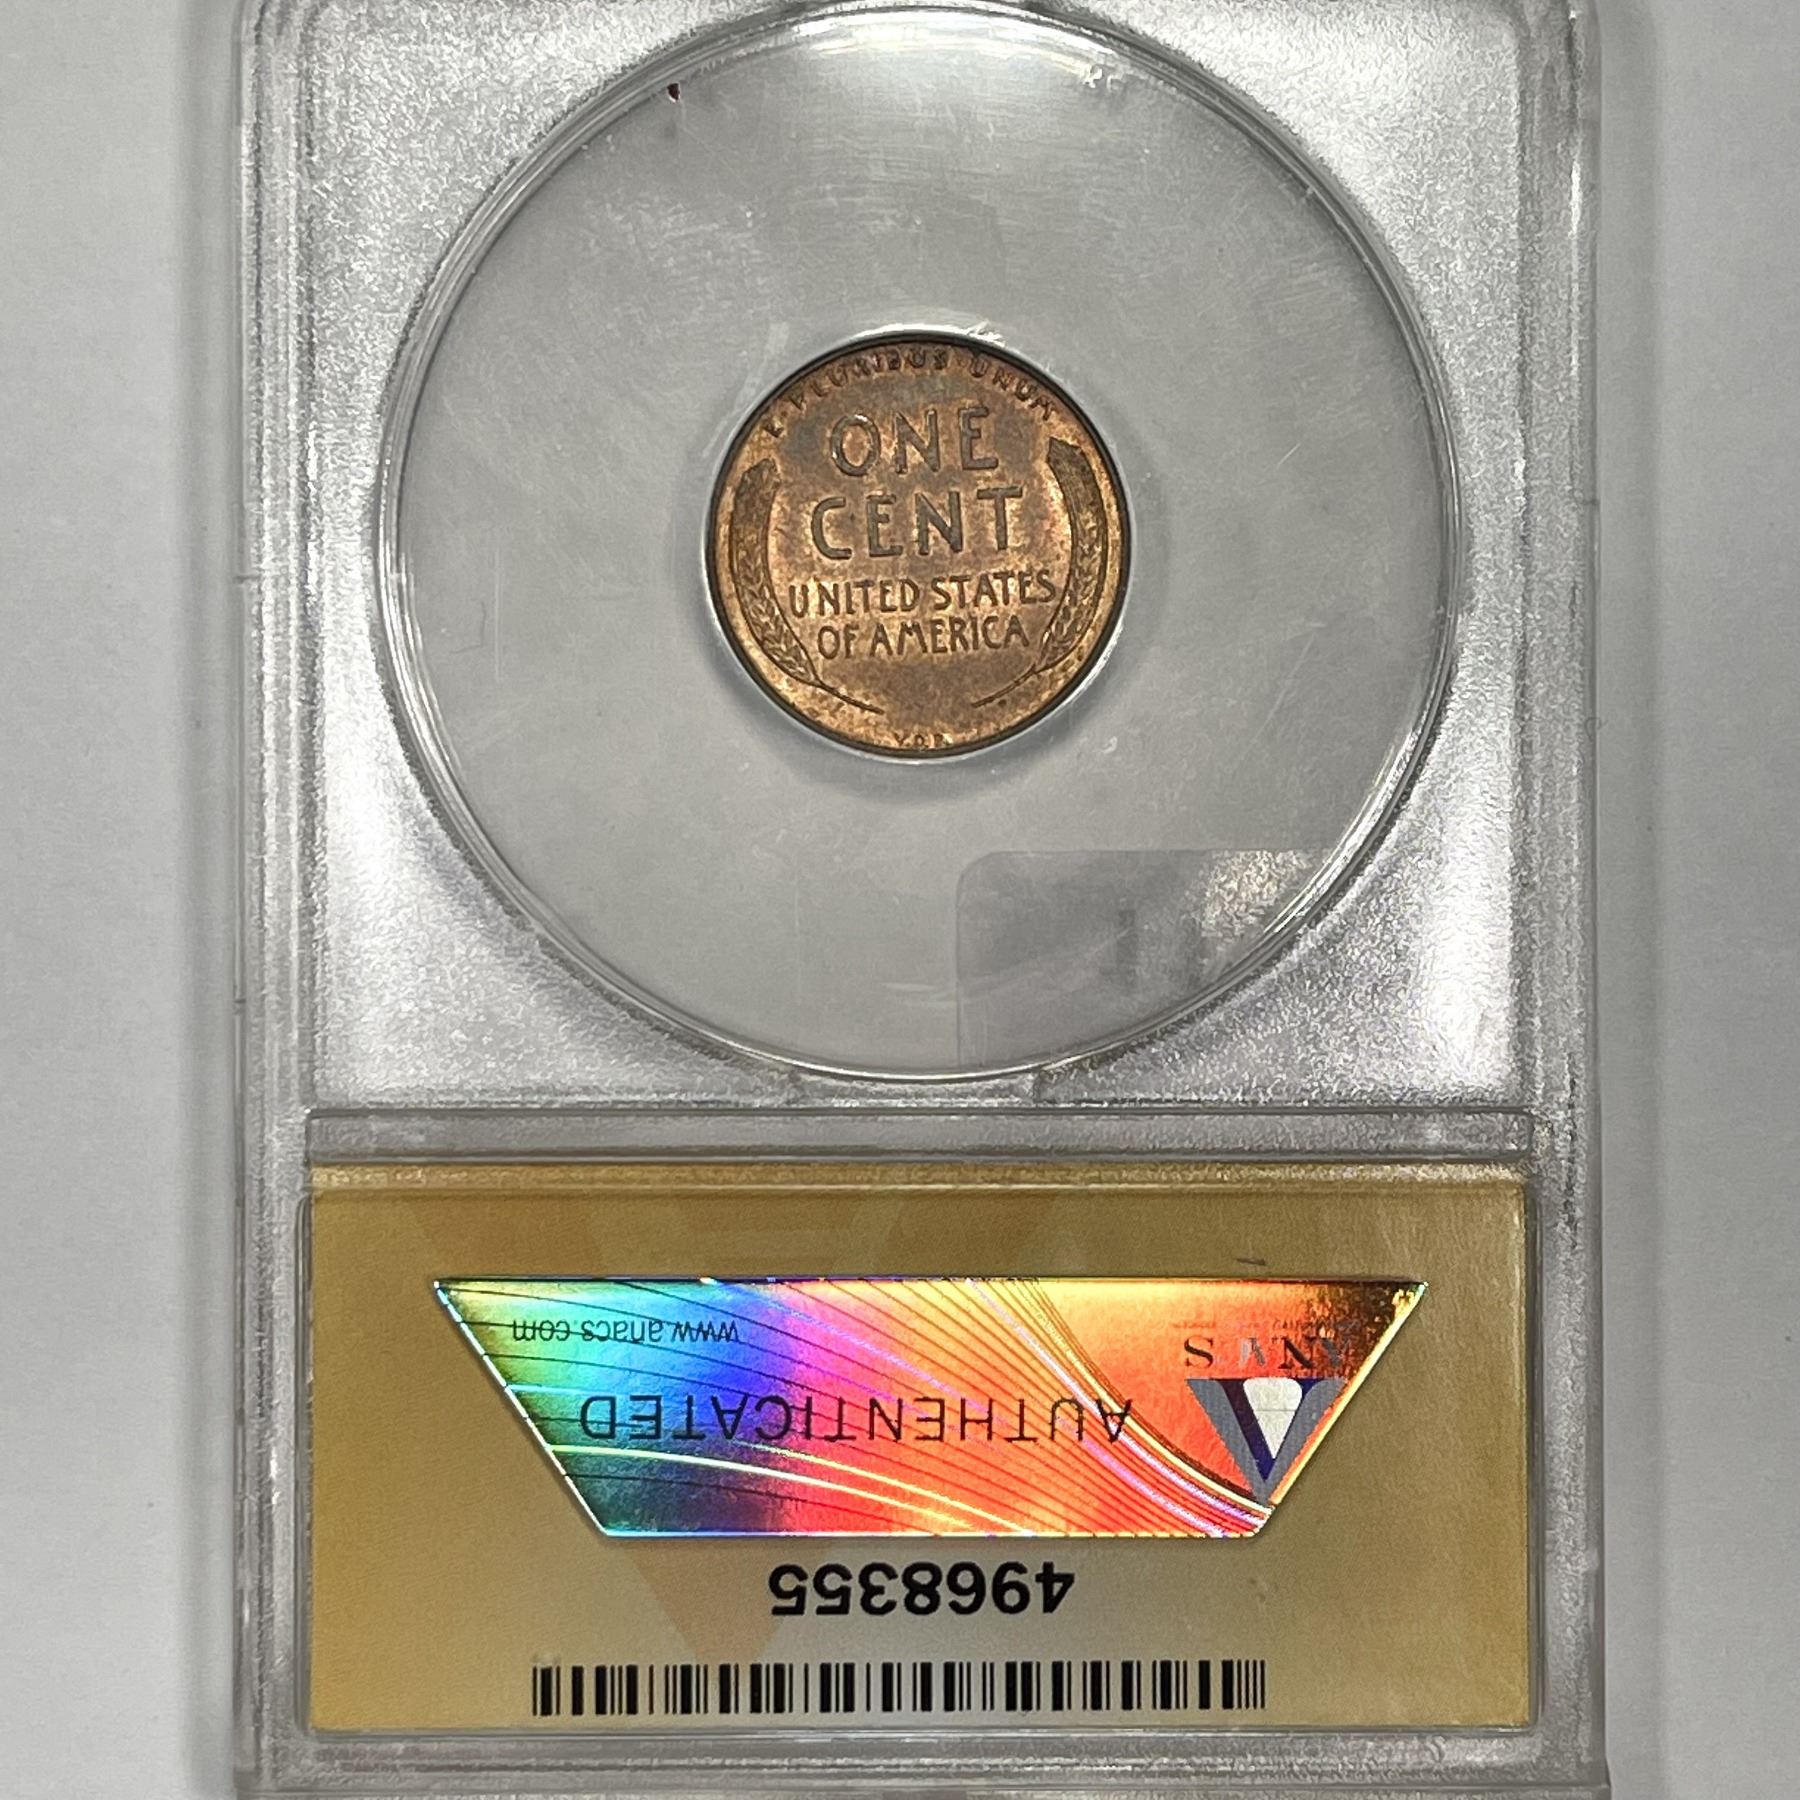 E·PLURIBUS·UNUM
ONE
CENT
UNITED STATES
OF AMERICA
V.D.B.
4968355
AUTHENTICATED
www.anacs.com